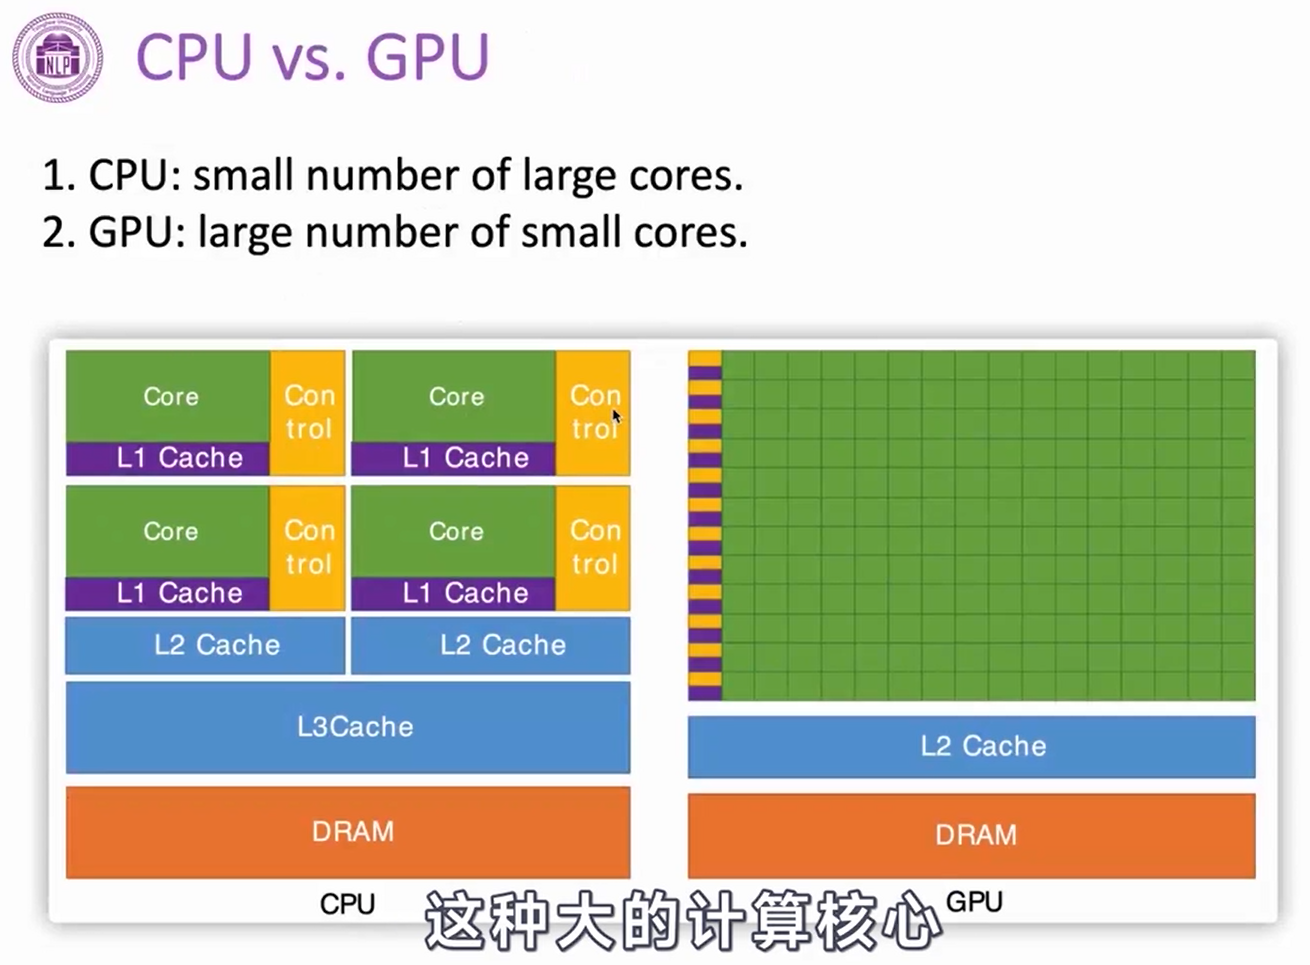 NLP
CPU vs. GPU
1. CPU: small number of large cores.
2. GPU: large number of small cores.
Core
Con
trol
L1 Cache
Core
Con
trol
L1 Cache
Core
Con
trol
L1 Cache
Core
Con
trol
L1 Cache
L2 Cache
L2 Cache
L3Cache
DRAM
CPU
L2 Cache
DRAM
GPU
这种大的计算核心